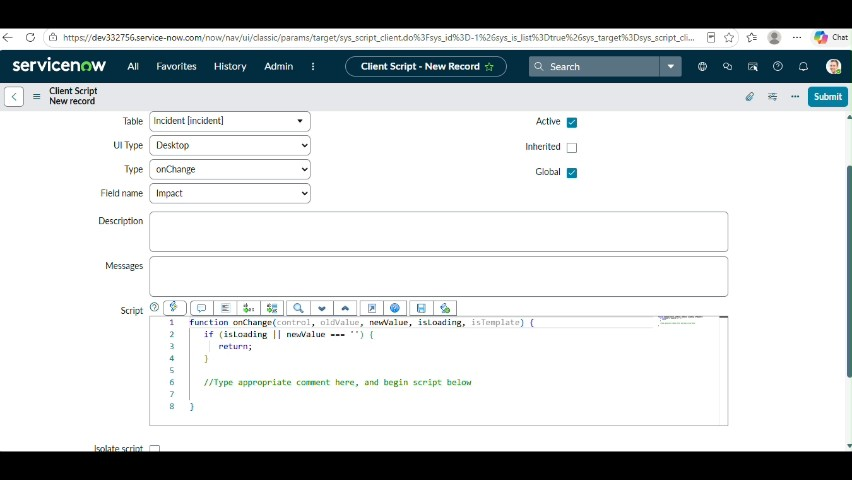 https://dev332756.service-now.com/now/nav/ui/classic/params/target/sys_script_client.do%3Fsys_id%3D-1%26sys_is_list%3Dtrue%26sys_target%3Dsys_script_cli...
Chat
servicenow All Favorites History Admin Client Script - New Record Search
Client Script
New record
Submit
Table Incident [incident] Active
UI Type Desktop Inherited
Type onChange Global
Field name Impact
Description
Messages
Script
1 function onChange(control, oldValue, newValue, isLoading, isTemplate) {
2 if (isLoading || newValue === '') {
3 return;
4 }
5
6 //Type appropriate comment here, and begin script below
7
8 }
Isolate script